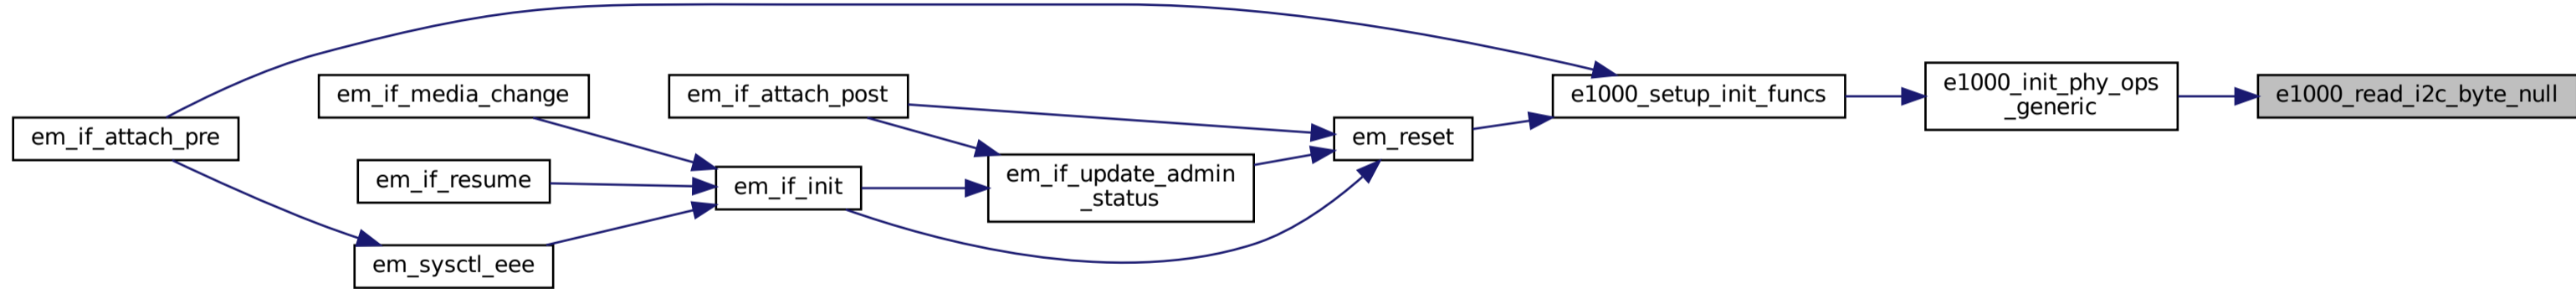 em_if_attach_pre
em_if_media_change
em_if_resume
em_sysctl_eee
em_if_attach_post
em_if_init
em_if_update_admin
_status
em_reset
e1000_setup_init_funcs
e1000_init_phy_ops
_generic
e1000_read_i2c_byte_null